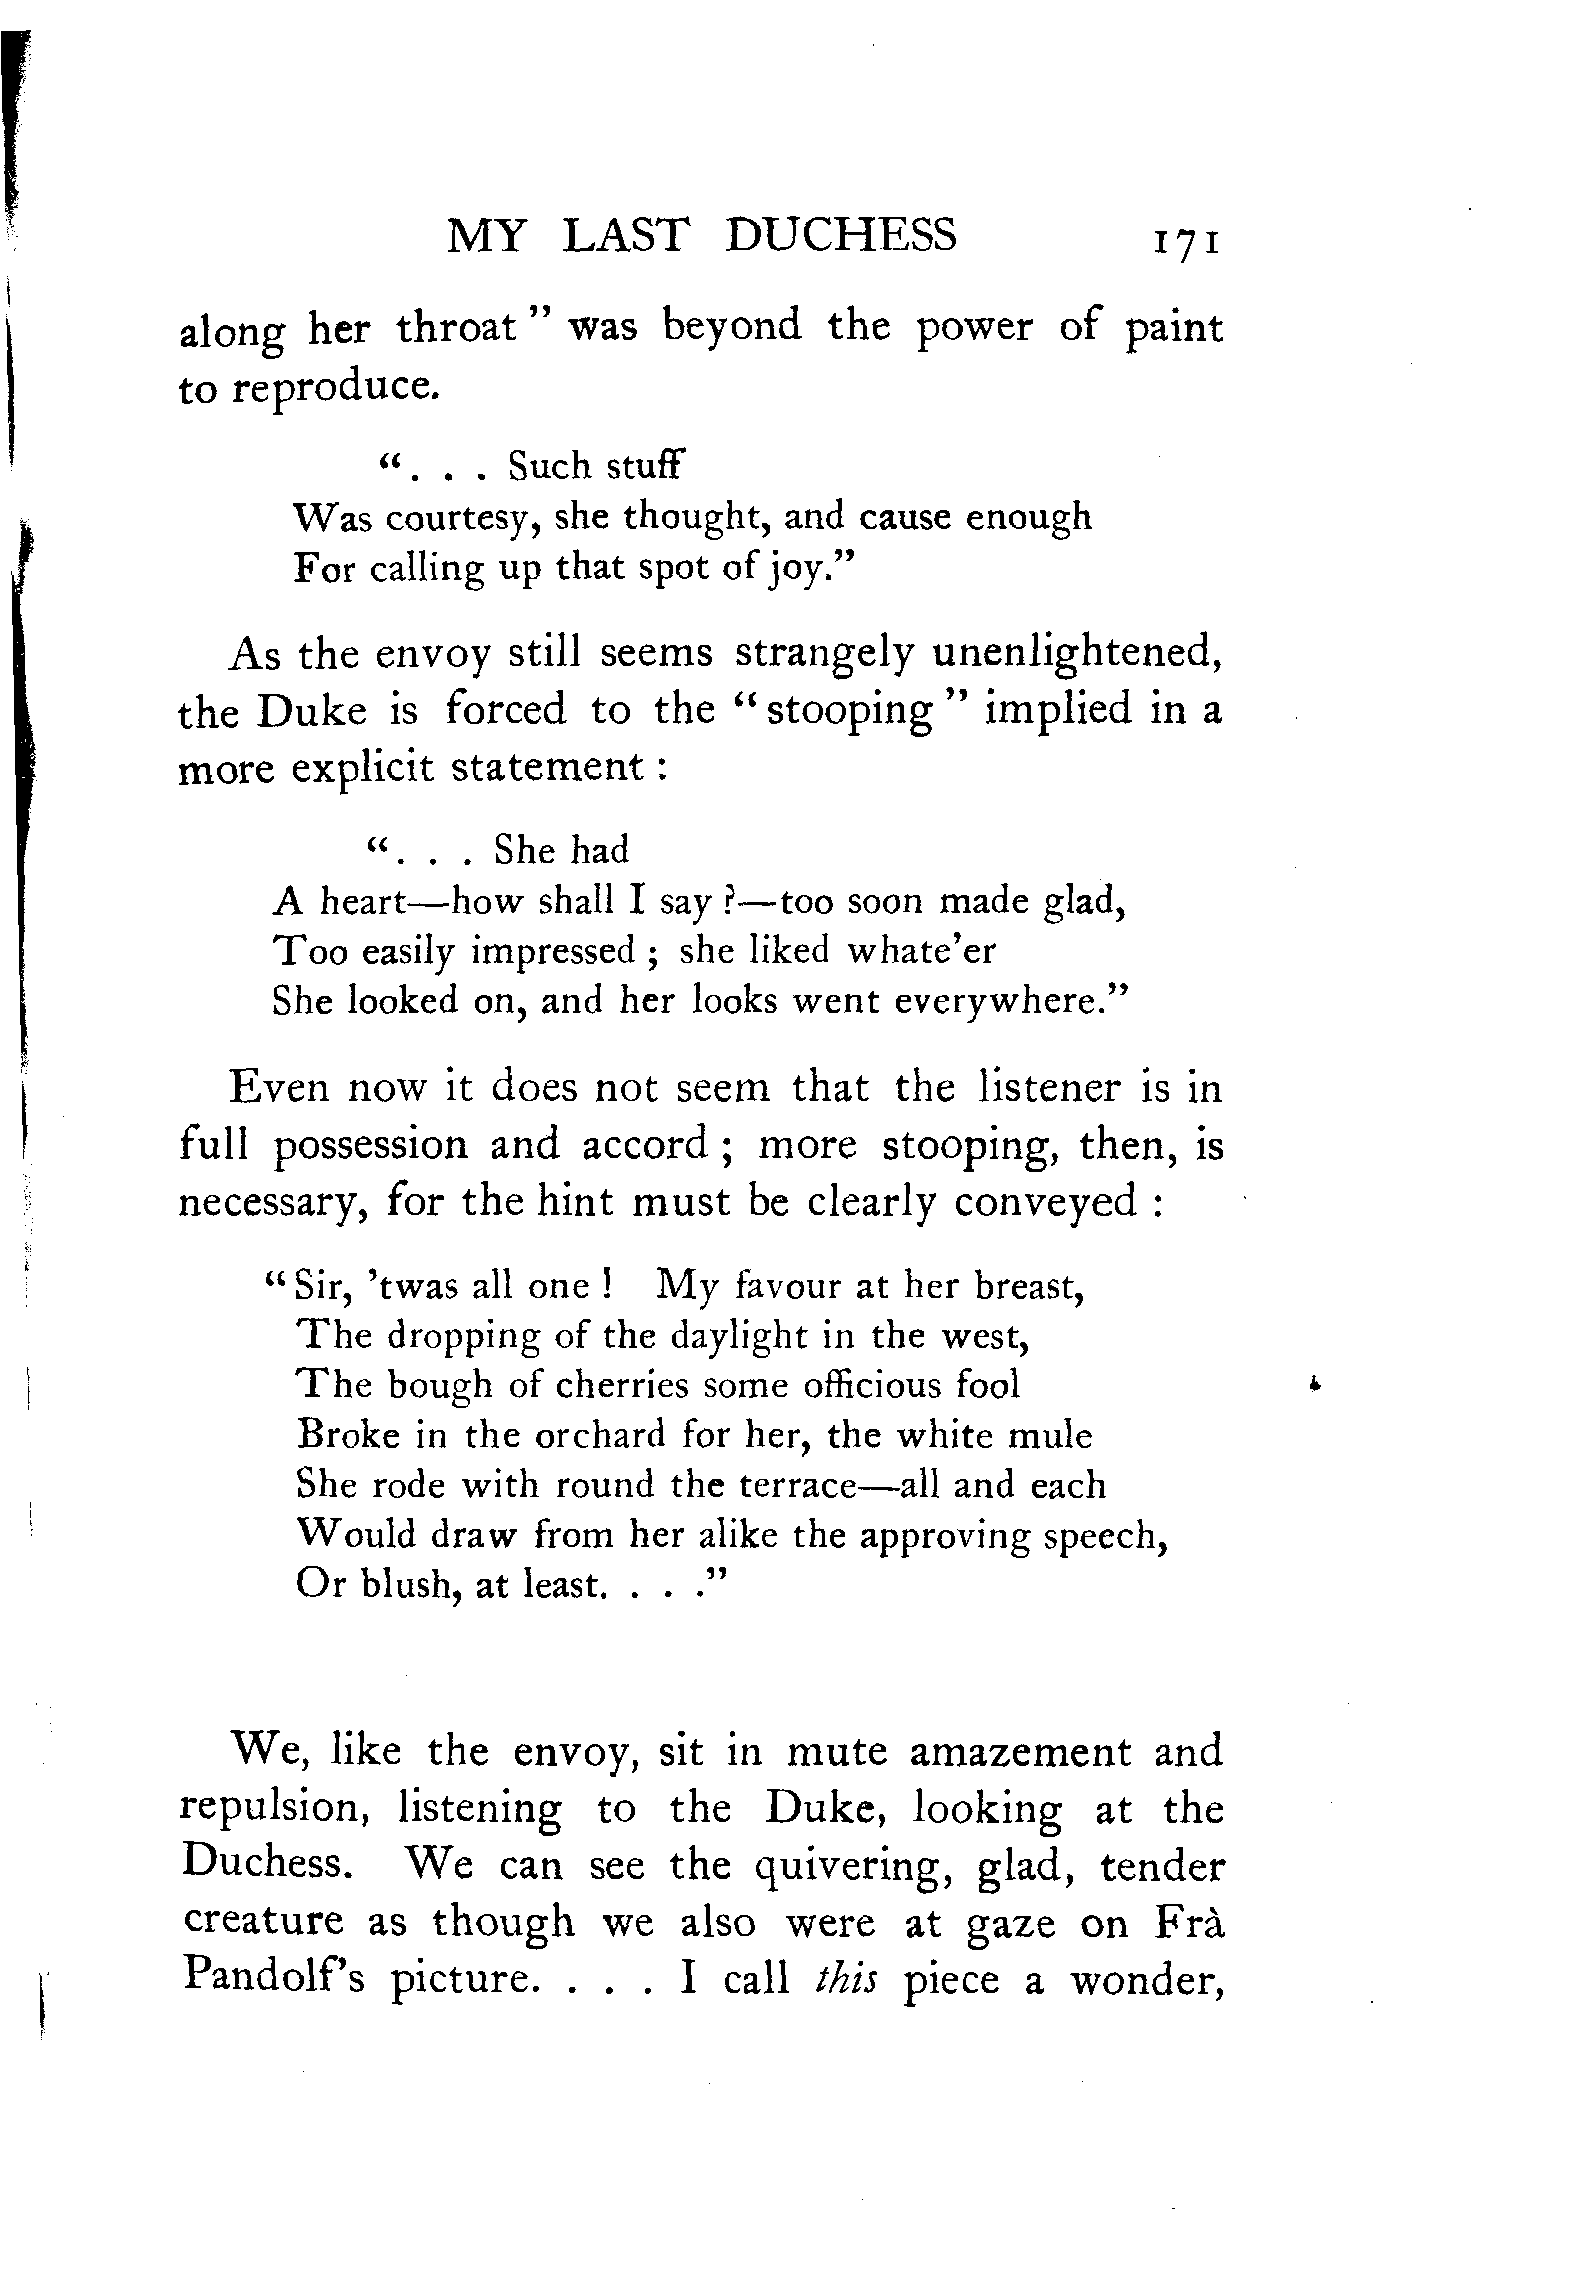 MY LAST DUCHESS 171
along her throat" was beyond the power of paint
to reproduce.
". . . Such stuff
Was courtesy, she thought, and cause enough
For calling up that spot of joy."
As the envoy still seems strangely unenlightened,
the Duke is forced to the "stooping" implied in a
more explicit statement :
". . . She had
A heart—how shall I say ?—too soon made glad,
Too easily impressed ; she liked whate'er
She looked on, and her looks went everywhere."
Even now it does not seem that the listener is in
full possession and accord ; more stooping, then, is
necessary, for the hint must be clearly conveyed :
"Sir, 'twas all one ! My favour at her breast,
The dropping of the daylight in the west,
The bough of cherries some officious fool
Broke in the orchard for her, the white mule
She rode with round the terrace—all and each
Would draw from her alike the approving speech,
Or blush, at least. . . ."
We, like the envoy, sit in mute amazement and
repulsion, listening to the Duke, looking at the
Duchess. We can see the quivering, glad, tender
creature as though we also were at gaze on Frà
Pandolf's picture. . . . I call this piece a wonder,